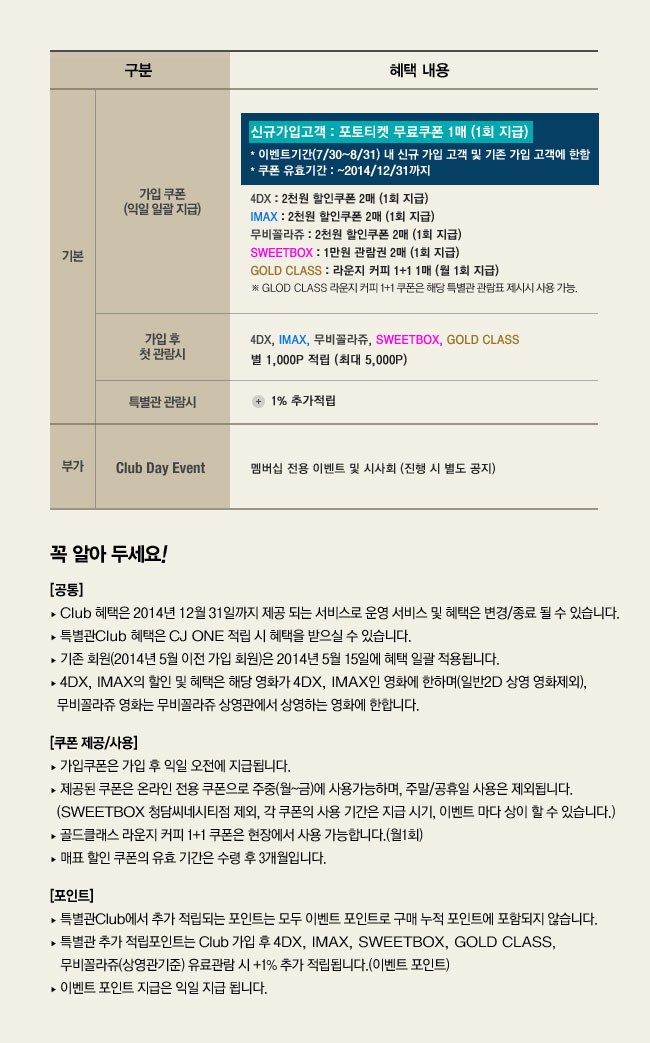 구분
혜택 내용
기본
가입 쿠폰
(익일 일괄 지급)
신규가입고객 : 포토티켓 무료쿠폰 1매 (1회 지급)
* 이벤트기간(7/30~8/31) 내 신규 가입 고객 및 기존 가입 고객에 한함
* 쿠폰 유효기간 : ~2014/12/31까지
4DX : 2천원 할인쿠폰 2매 (1회 지급)
IMAX : 2천원 할인쿠폰 2매 (1회 지급)
무비꼴라쥬 : 2천원 할인쿠폰 2매 (1회 지급)
SWEETBOX : 1만원 관람권 2매 (1회 지급)
GOLD CLASS : 라운지 커피 1+1 1매 (월 1회 지급)
※ GLOD CLASS 라운지 커피 1+1 쿠폰은 해당 특별관 관람표 제시시 사용 가능.
가입 후
첫 관람시
4DX, IMAX, 무비꼴라쥬, SWEETBOX, GOLD CLASS
별 1,000P 적립 (최대 5,000P)
특별관 관람시
+ 1% 추가적립
부가
Club Day Event
멤버십 전용 이벤트 및 시사회 (진행 시 별도 공지)
꼭 알아 두세요!
[공통]
▸ Club 혜택은 2014년 12월 31일까지 제공 되는 서비스로 운영 서비스 및 혜택은 변경/종료 될 수 있습니다.
▸ 특별관Club 혜택은 CJ ONE 적립 시 혜택을 받으실 수 있습니다.
▸ 기존 회원(2014년 5월 이전 가입 회원)은 2014년 5월 15일에 혜택 일괄 적용됩니다.
▸ 4DX, IMAX의 할인 및 혜택은 해당 영화가 4DX, IMAX인 영화에 한하며(일반2D 상영 영화제외),
무비꼴라쥬 영화는 무비꼴라쥬 상영관에서 상영하는 영화에 한합니다.
[쿠폰 제공/사용]
▸ 가입쿠폰은 가입 후 익일 오전에 지급됩니다.
▸ 제공된 쿠폰은 온라인 전용 쿠폰으로 주중(월~금)에 사용가능하며, 주말/공휴일 사용은 제외됩니다.
(SWEETBOX 청담씨네시티점 제외, 각 쿠폰의 사용 기간은 지급 시기, 이벤트 마다 상이 할 수 있습니다.)
▸ 골드클래스 라운지 커피 1+1 쿠폰은 현장에서 사용 가능합니다.(월1회)
▸ 매표 할인 쿠폰의 유효 기간은 수령 후 3개월입니다.
[포인트]
▸ 특별관Club에서 추가 적립되는 포인트는 모두 이벤트 포인트로 구매 누적 포인트에 포함되지 않습니다.
▸ 특별관 추가 적립포인트는 Club 가입 후 4DX, IMAX, SWEETBOX, GOLD CLASS,
무비꼴라쥬(상영관기준) 유료관람 시 +1% 추가 적립됩니다.(이벤트 포인트)
▸ 이벤트 포인트 지급은 익일 지급 됩니다.